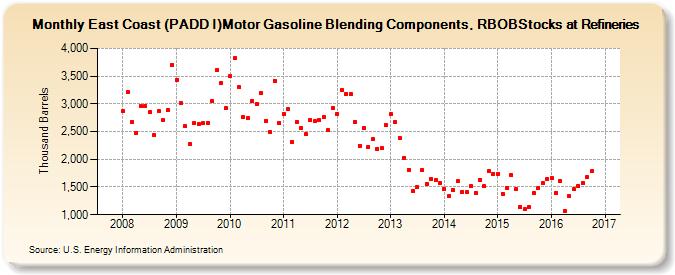 Monthly East Coast (PADD I)Motor Gasoline Blending Components, RBOBStocks at Refineries
Thousand Barrels
4,000
3,500
3,000
2,500
2,000
1,500
1,000
2008 2009 2010 2011 2012 2013 2014 2015 2016 2017
Source: U.S. Energy Information Administration